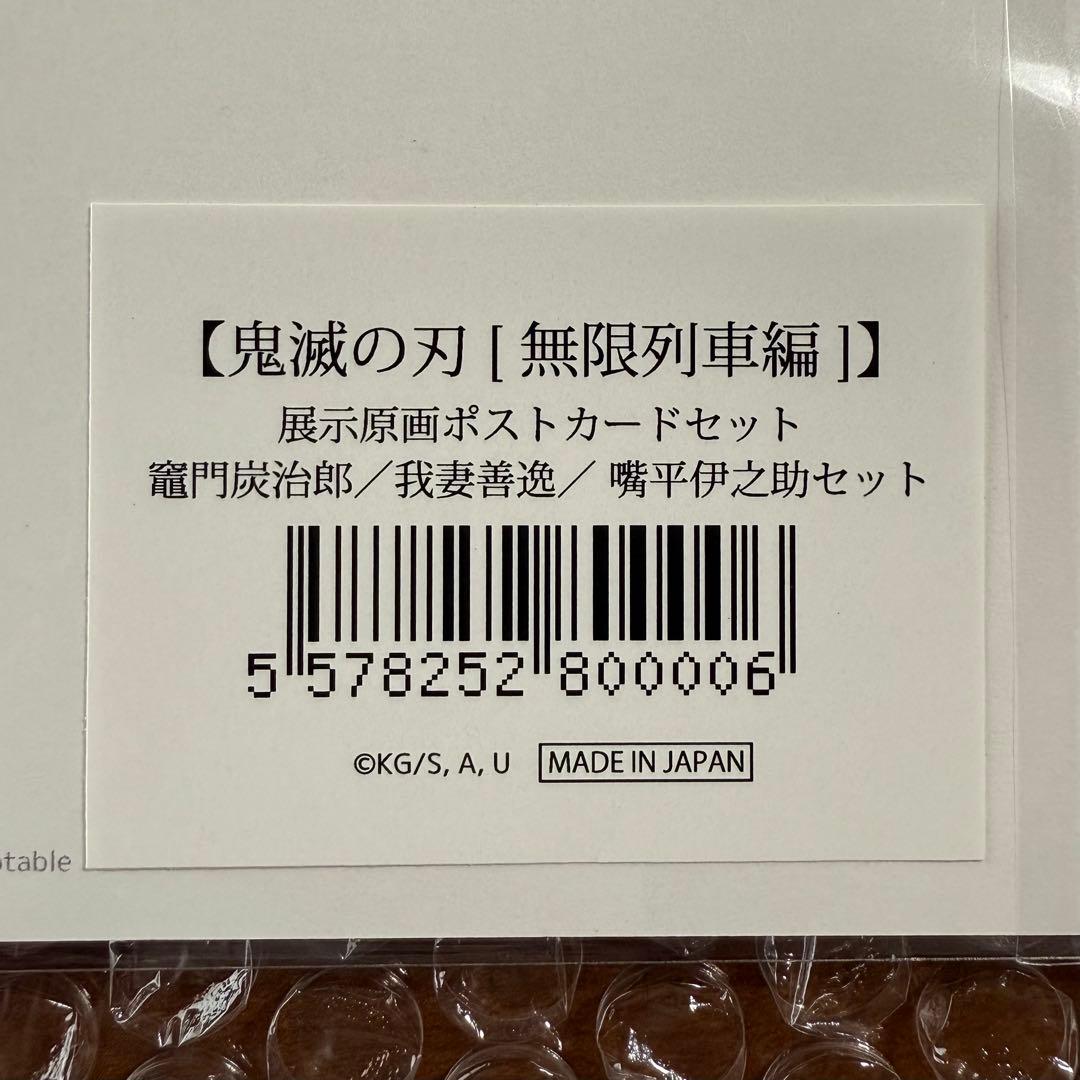 【鬼滅の刃 [ 無限列車編 ]】
展示原画ポストカードセット
竈門炭治郎／我妻善逸／ 嘴平伊之助セット
5 578252 800006
©KG/S, A, U MADE IN JAPAN